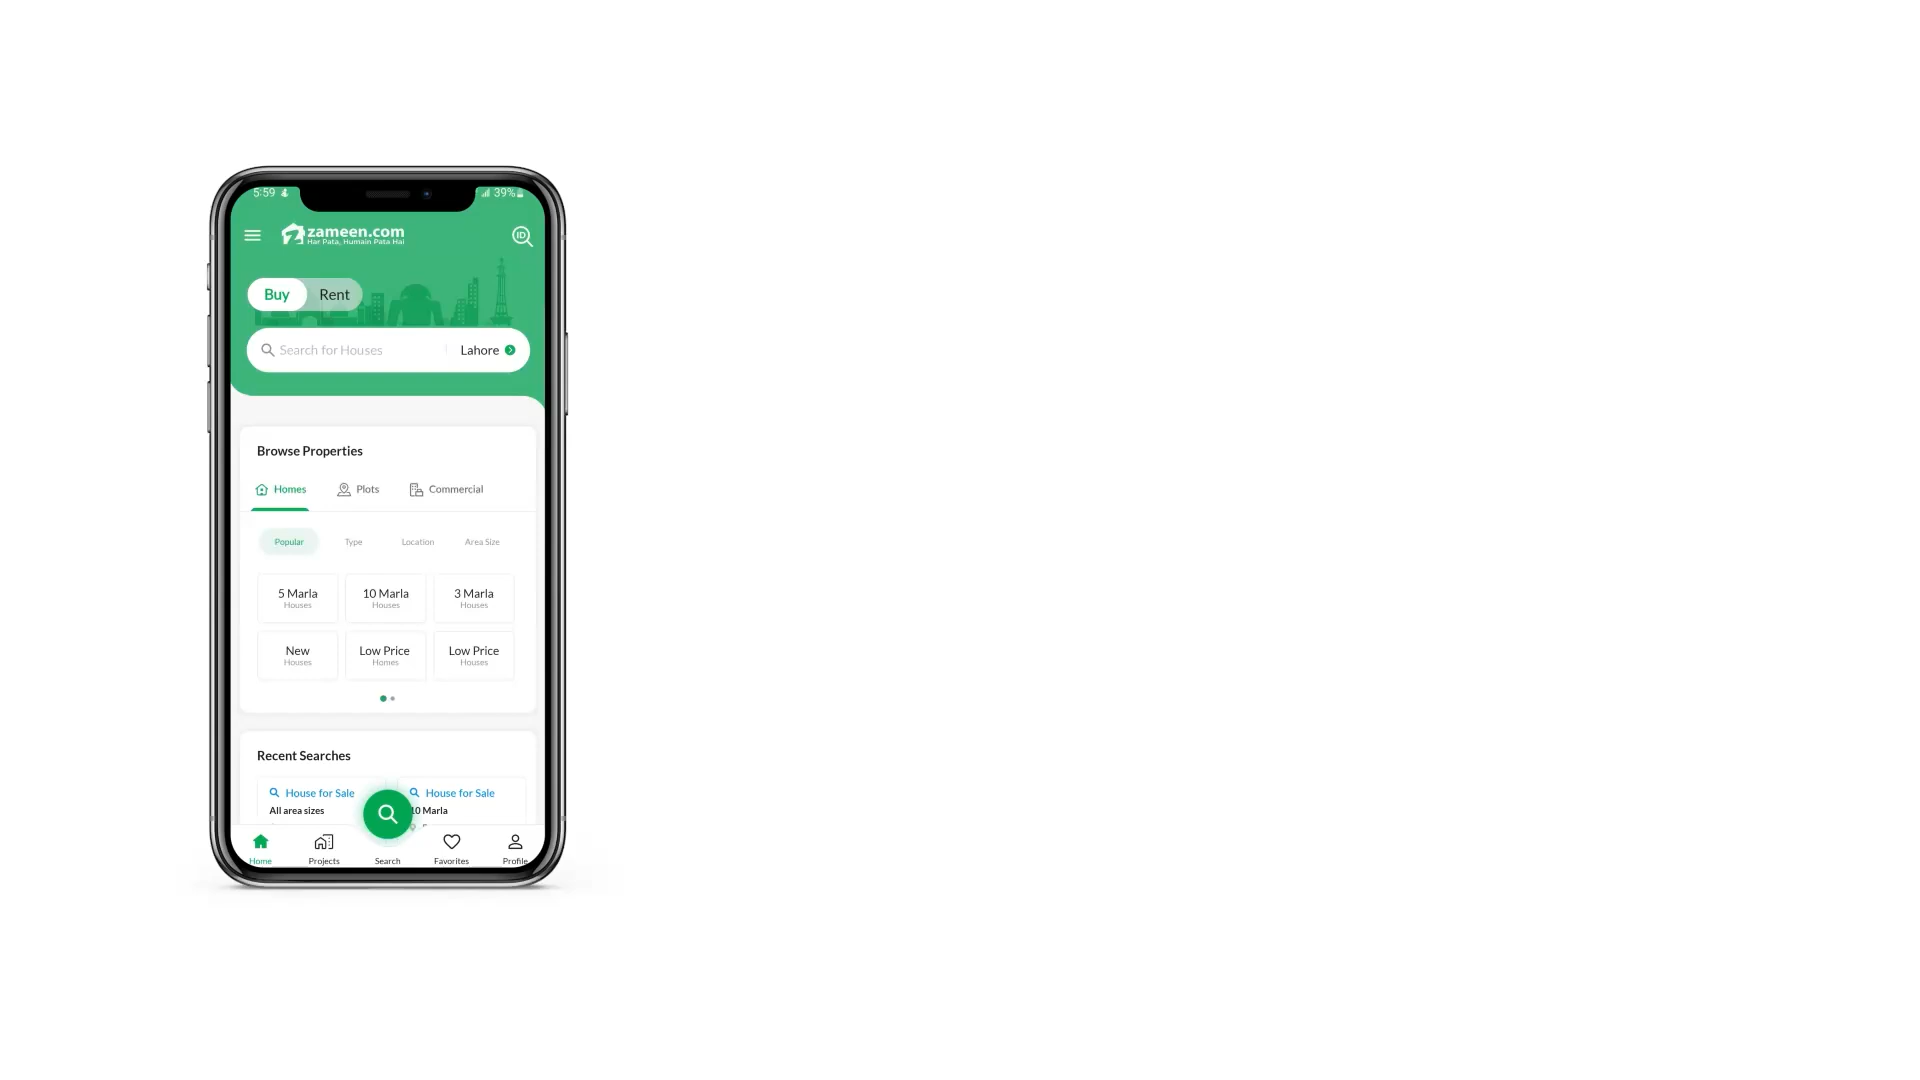 5:59
39%
zameen.com
Har Pata, Humain Pata Hai
ID
Buy Rent
Search for Houses Lahore
Browse Properties
Homes Plots Commercial
Popular Type Location Area Size
5 Marla 10 Marla 3 Marla
Houses Houses Houses
New Low Price Low Price
Houses Homes Houses
Recent Searches
House for Sale House for Sale
All area sizes 10 Marla
Home Projects Search Favorites Profile